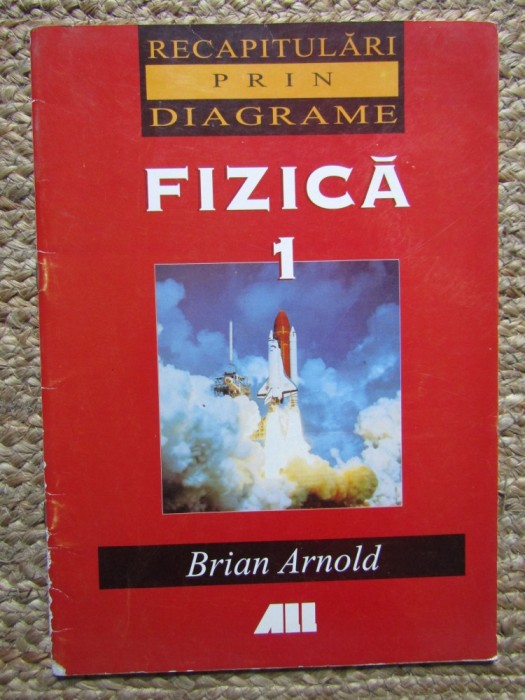 RECAPITULĂRI
PRIN
DIAGRAME
FIZICĂ
1
Brian Arnold
ALL